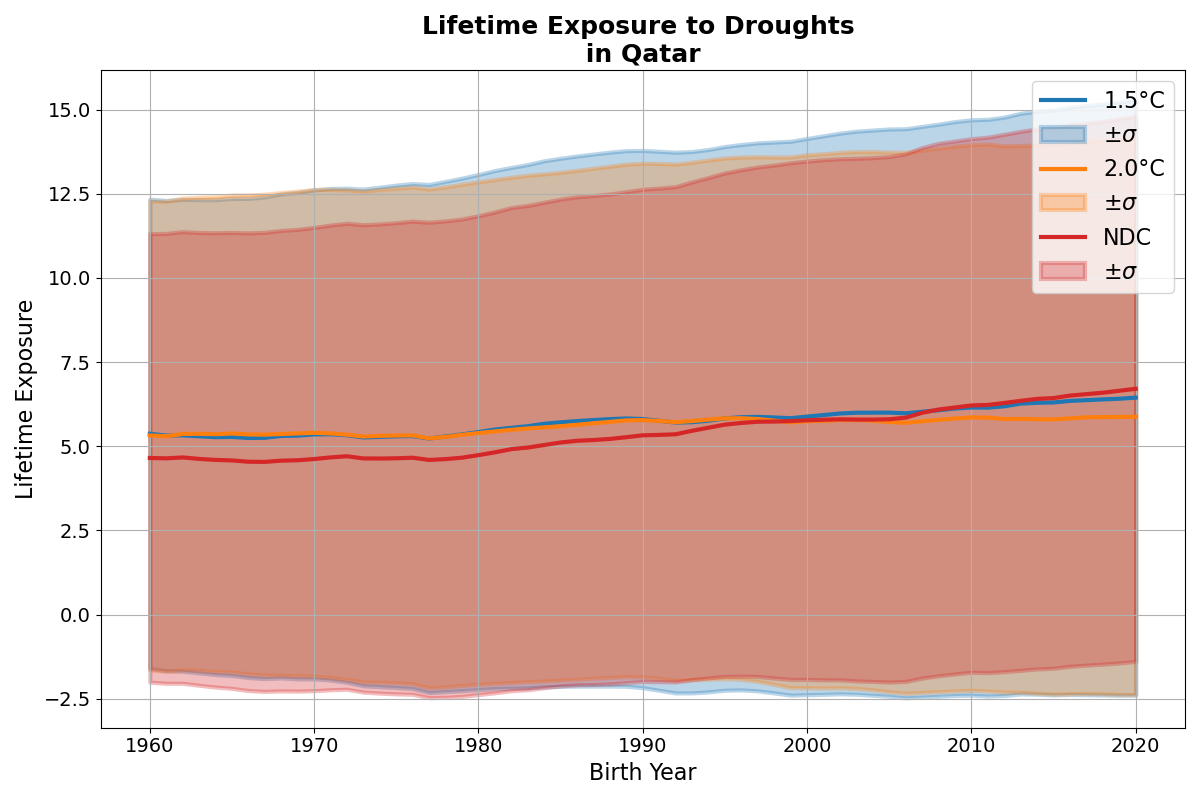 Lifetime Exposure to Droughts
in Qatar
Lifetime Exposure
15.0
12.5
10.0
7.5
5.0
2.5
0.0
−2.5
1.5°C
±σ
2.0°C
±σ
NDC
±σ
1960 1970 1980 1990 2000 2010 2020
Birth Year